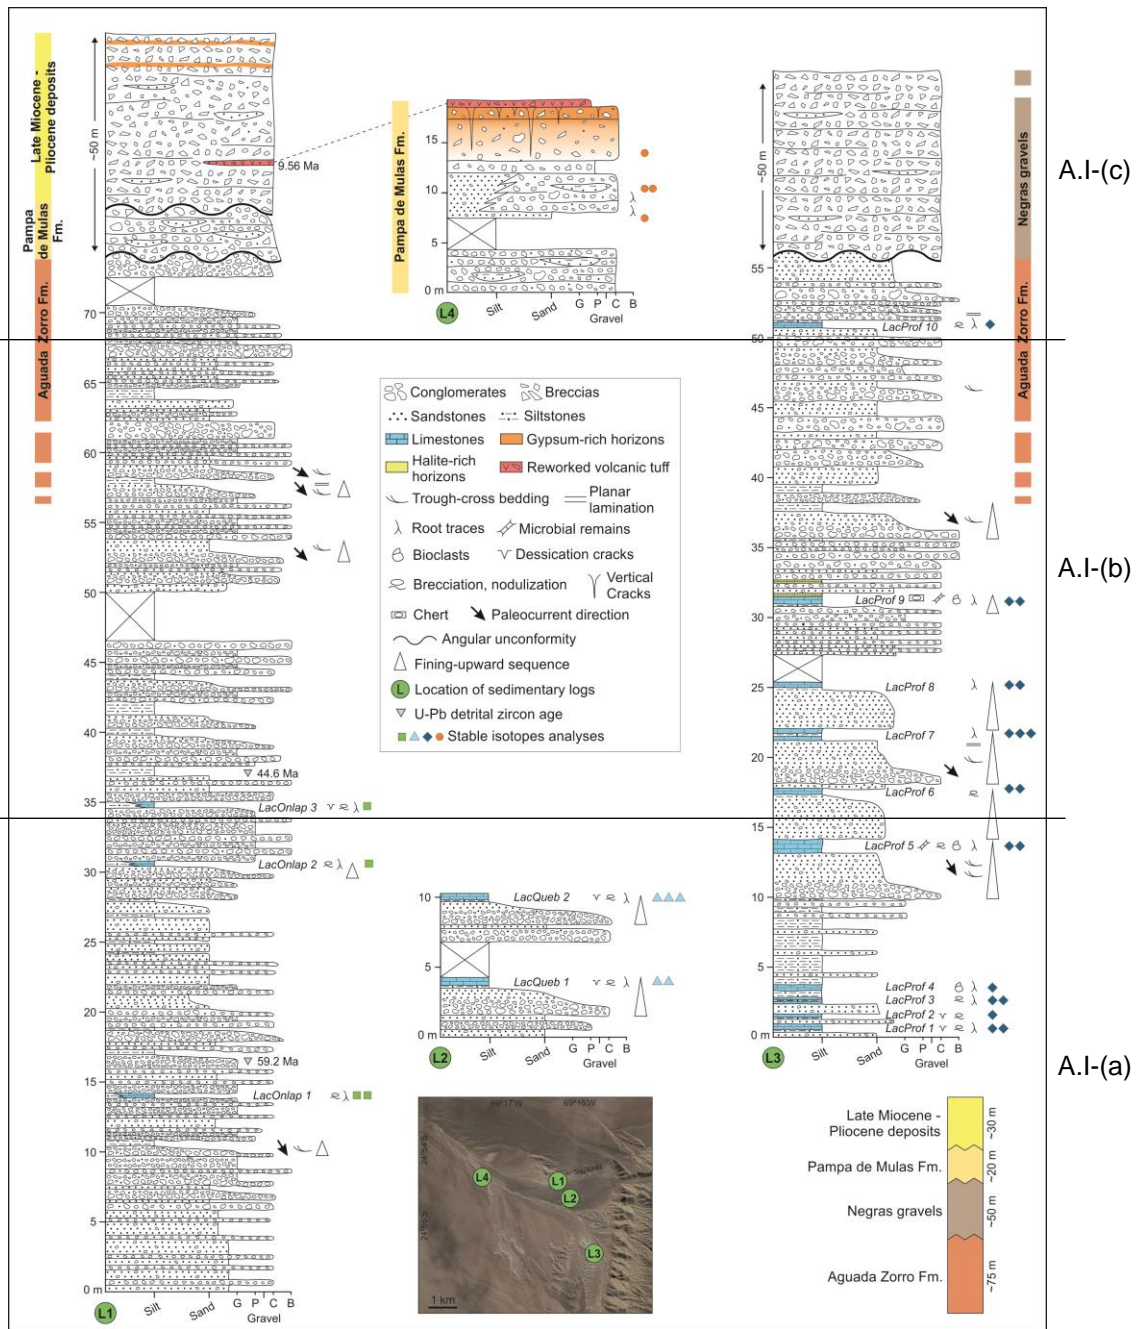 Late Miocene -
Pliocene deposits
Pampa
de Mulas
Fm.
Aguada Zorro Fm.
~50 m
9.56 Ma
70
65
60
55
50
45
40
44.6 Ma
35
LacOnlap 3
LacOnlap 2
30
25
20
59.2 Ma
15
LacOnlap 1
10
5
0 m
L1
Silt
Sand
G P C B
Gravel
Pampa de Mulas Fm.
15
10
5
0 m
L4
Silt
Sand
G P C B
Gravel
Conglomerates
Breccias
Sandstones
Siltstones
Limestones
Gypsum-rich horizons
Halite-rich
horizons
Reworked volcanic tuff
Trough-cross bedding
Planar
lamination
Root traces
Microbial remains
Bioclasts
Dessication cracks
Brecciation, nodulization
Vertical
Cracks
Chert
Paleocurrent direction
Angular unconformity
Fining-upward sequence
L Location of sedimentary logs
U-Pb detrital zircon age
Stable isotopes analyses
10
LacQueb 2
5
LacQueb 1
0 m
L2
Silt
Sand
G P C B
Gravel
69°17'W
69°16'W
24°54'S
24°55'S
L4
L1
L2
L3
1 km
~50 m
Negras gravels
Aguada Zorro Fm.
55
LacProf 10
50
45
40
35
LacProf 9
30
25
LacProf 8
LacProf 7
20
LacProf 6
15
LacProf 5
10
5
LacProf 4
LacProf 3
LacProf 2
LacProf 1
0 m
L3
Silt
Sand
G P C B
Gravel
Late Miocene -
Pliocene deposits
~30 m
Pampa de Mulas Fm.
~20 m
Negras gravels
~50 m
Aguada Zorro Fm.
~75 m
A.I-(c)
A.I-(b)
A.I-(a)